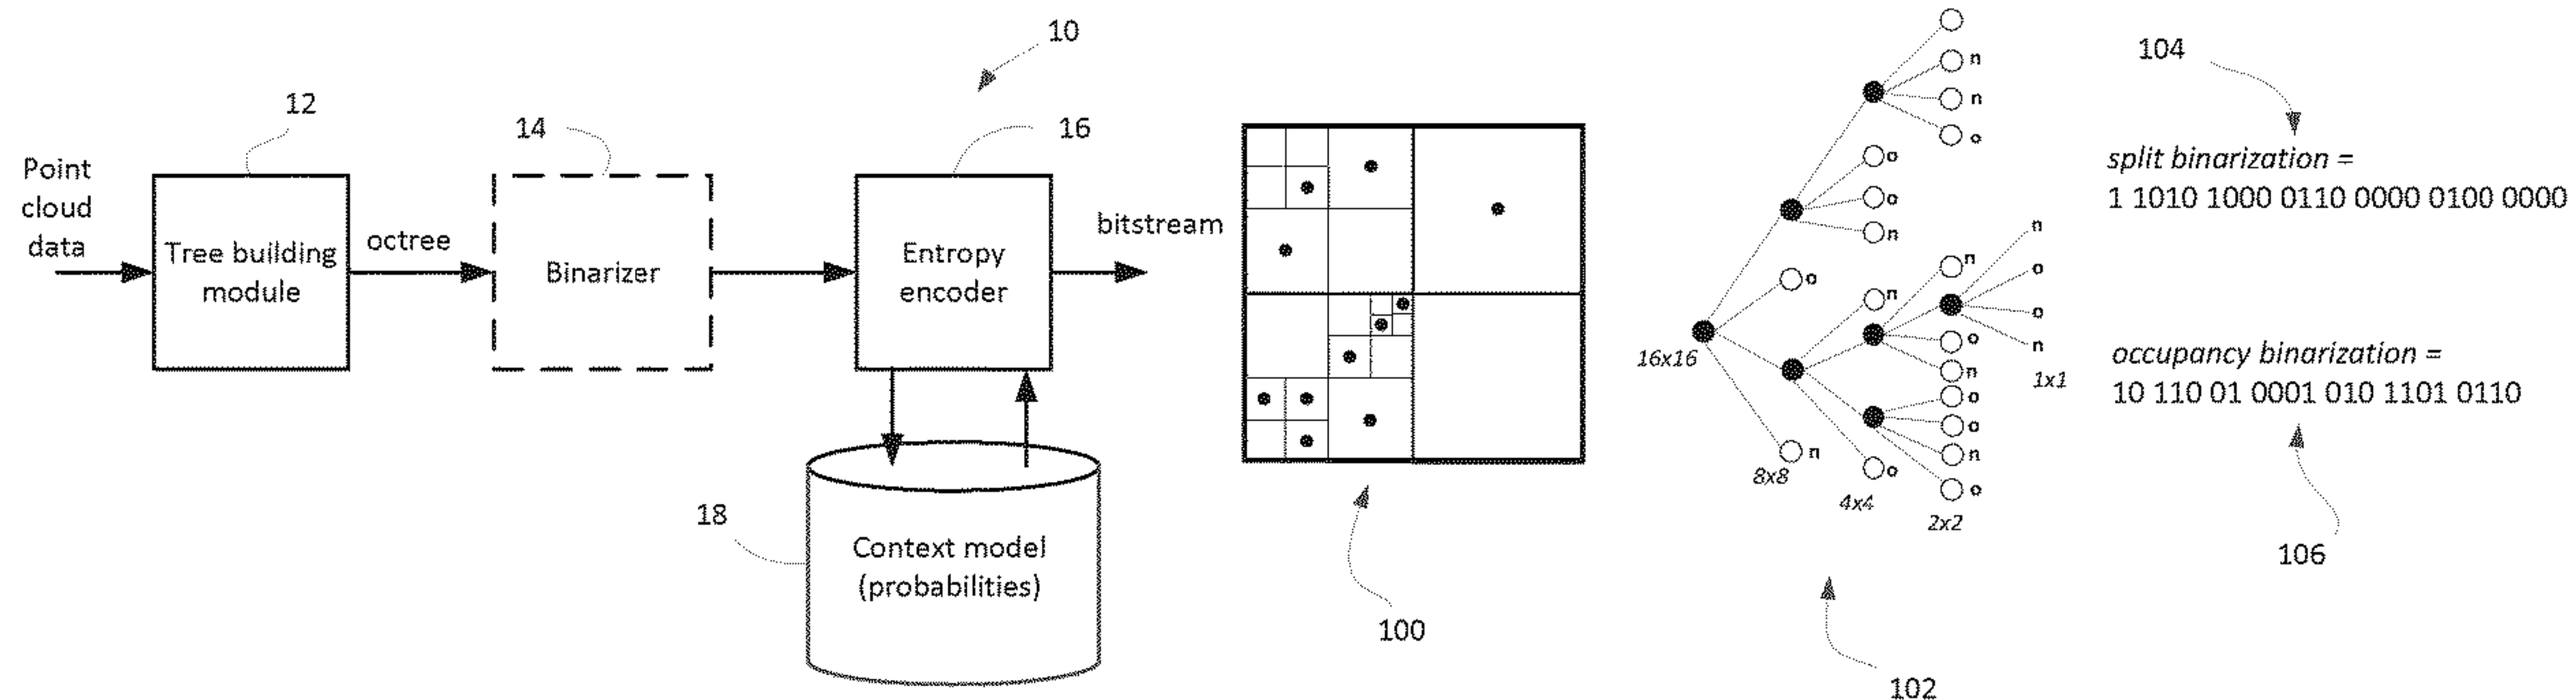 10
12
14
16
Point
cloud
data
Tree building
module
octree
Binarizer
Entropy
encoder
bitstream
18
Context model
(probabilities)
100
n
n
o
o
o
n
o
n
n
o
n
o
o
n
o
o
n
o
n
o
o
n
16x16
8x8
4x4
2x2
1x1
102
104
split binarization =
1 1010 1000 0110 0000 0100 0000
occupancy binarization =
10 110 01 0001 010 1101 0110
106